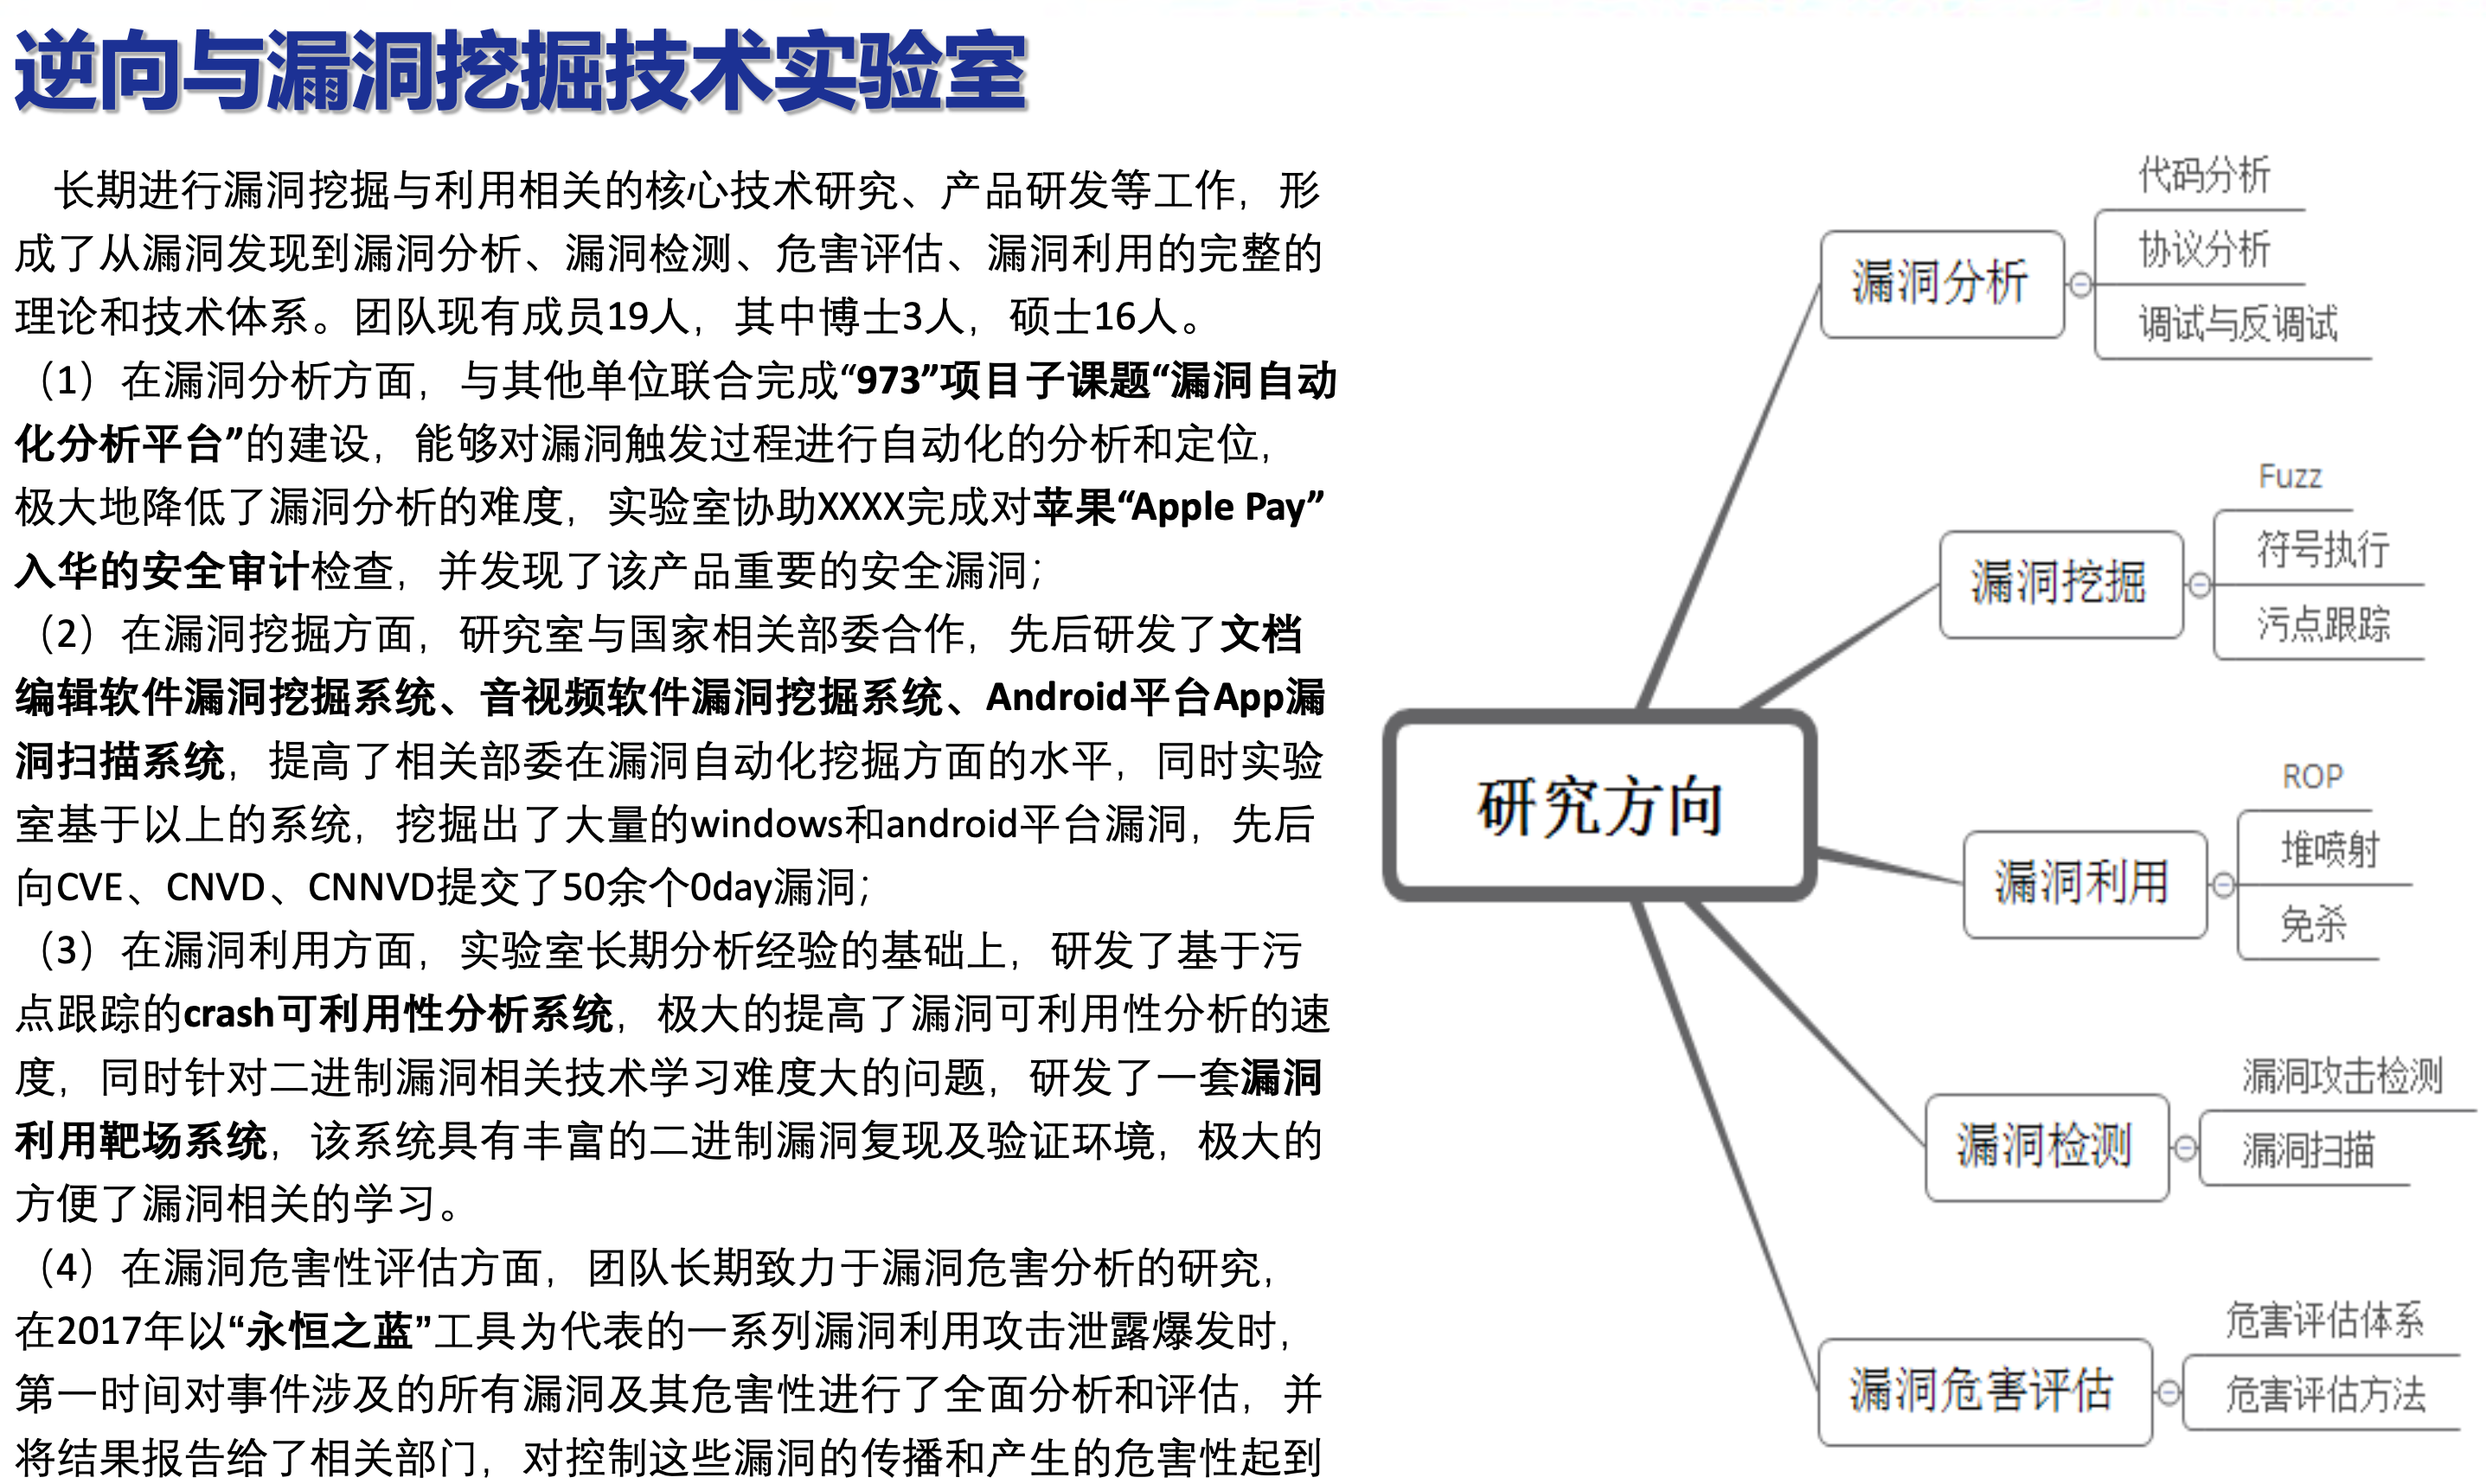 逆向与漏洞挖掘技术实验室
长期进行漏洞挖掘与利用相关的核心技术研究、产品研发等工作，形
成了从漏洞发现到漏洞分析、漏洞检测、危害评估、漏洞利用的完整的
理论和技术体系。团队现有成员19人，其中博士3人，硕士16人。
（1）在漏洞分析方面，与其他单位联合完成“973”项目子课题“漏洞自动
化分析平台”的建设，能够对漏洞触发过程进行自动化的分析和定位，
极大地降低了漏洞分析的难度，实验室协助XXXX完成对苹果“Apple Pay”
入华的安全审计检查，并发现了该产品重要的安全漏洞；
（2）在漏洞挖掘方面，研究室与国家相关部委合作，先后研发了文档
编辑软件漏洞挖掘系统、音视频软件漏洞挖掘系统、Android平台App漏
洞扫描系统，提高了相关部委在漏洞自动化挖掘方面的水平，同时实验
室基于以上的系统，挖掘出了大量的windows和android平台漏洞，先后
向CVE、CNVD、CNNVD提交了50余个0day漏洞；
（3）在漏洞利用方面，实验室长期分析经验的基础上，研发了基于污
点跟踪的crash可利用性分析系统，极大的提高了漏洞可利用性分析的速
度，同时针对二进制漏洞相关技术学习难度大的问题，研发了一套漏洞
利用靶场系统，该系统具有丰富的二进制漏洞复现及验证环境，极大的
方便了漏洞相关的学习。
（4）在漏洞危害性评估方面，团队长期致力于漏洞危害分析的研究，
在2017年以“永恒之蓝”工具为代表的一系列漏洞利用攻击泄露爆发时，
第一时间对事件涉及的所有漏洞及其危害性进行了全面分析和评估，并
将结果报告给了相关部门，对控制这些漏洞的传播和产生的危害性起到
研究方向
漏洞分析
代码分析
协议分析
调试与反调试
漏洞挖掘
Fuzz
符号执行
污点跟踪
漏洞利用
ROP
堆喷射
免杀
漏洞检测
漏洞攻击检测
漏洞扫描
漏洞危害评估
危害评估体系
危害评估方法